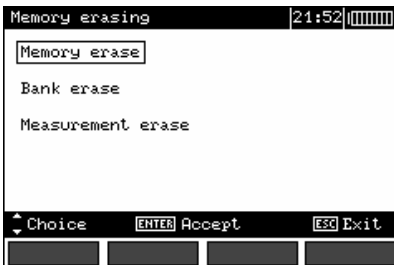 Memory erasing 21:52
Memory erase
Bank erase
Measurement erase
Choice ENTER Accept ESC Exit